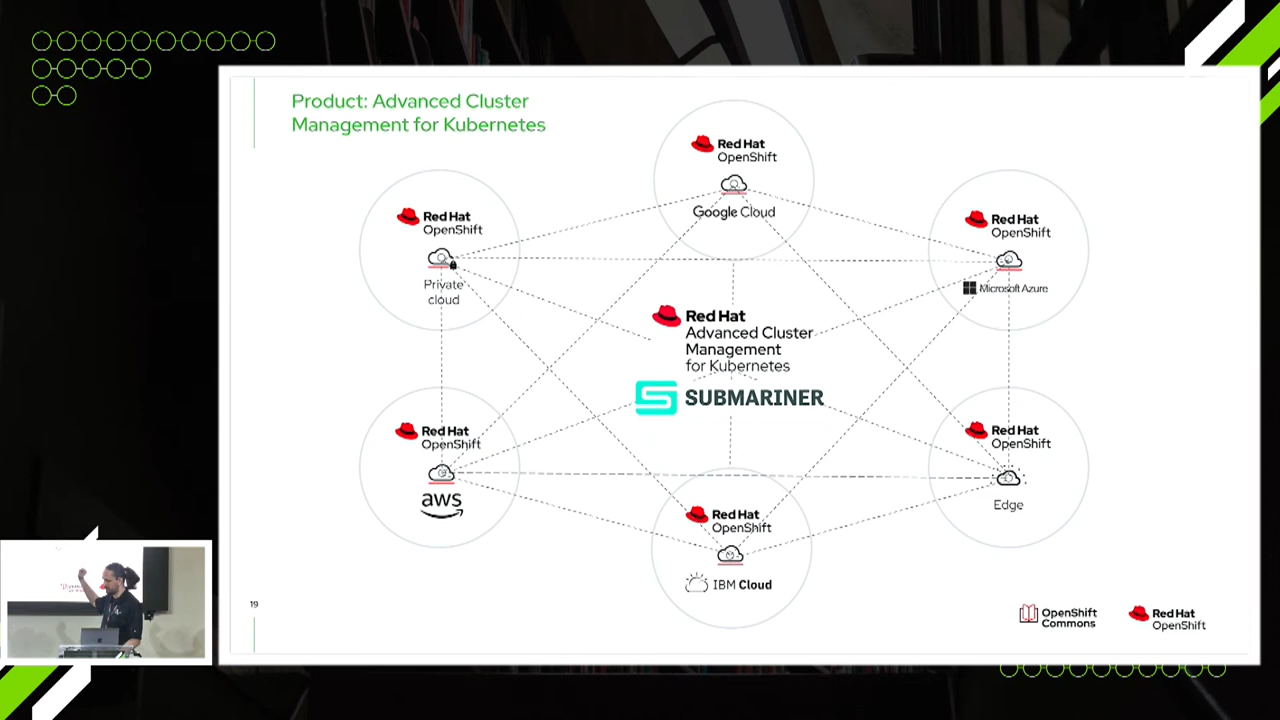 Product: Advanced Cluster
Management for Kubernetes
Red Hat
OpenShift
Google Cloud
Red Hat
OpenShift
Private
cloud
Red Hat
OpenShift
Microsoft Azure
Red Hat
Advanced Cluster
Management
for Kubernetes
SUBMARINER
Red Hat
OpenShift
aws
Red Hat
OpenShift
Edge
Red Hat
OpenShift
IBM Cloud
19
OpenShift
Commons
Red Hat
OpenShift